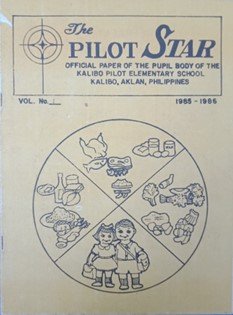 The
PILOT STAR
OFFICIAL PAPER OF THE PUPIL BODY OF THE
KALIBO PILOT ELEMENTARY SCHOOL
KALIBO, AKLAN, PHILIPPINES
VOL. No. 1 1985 - 1986